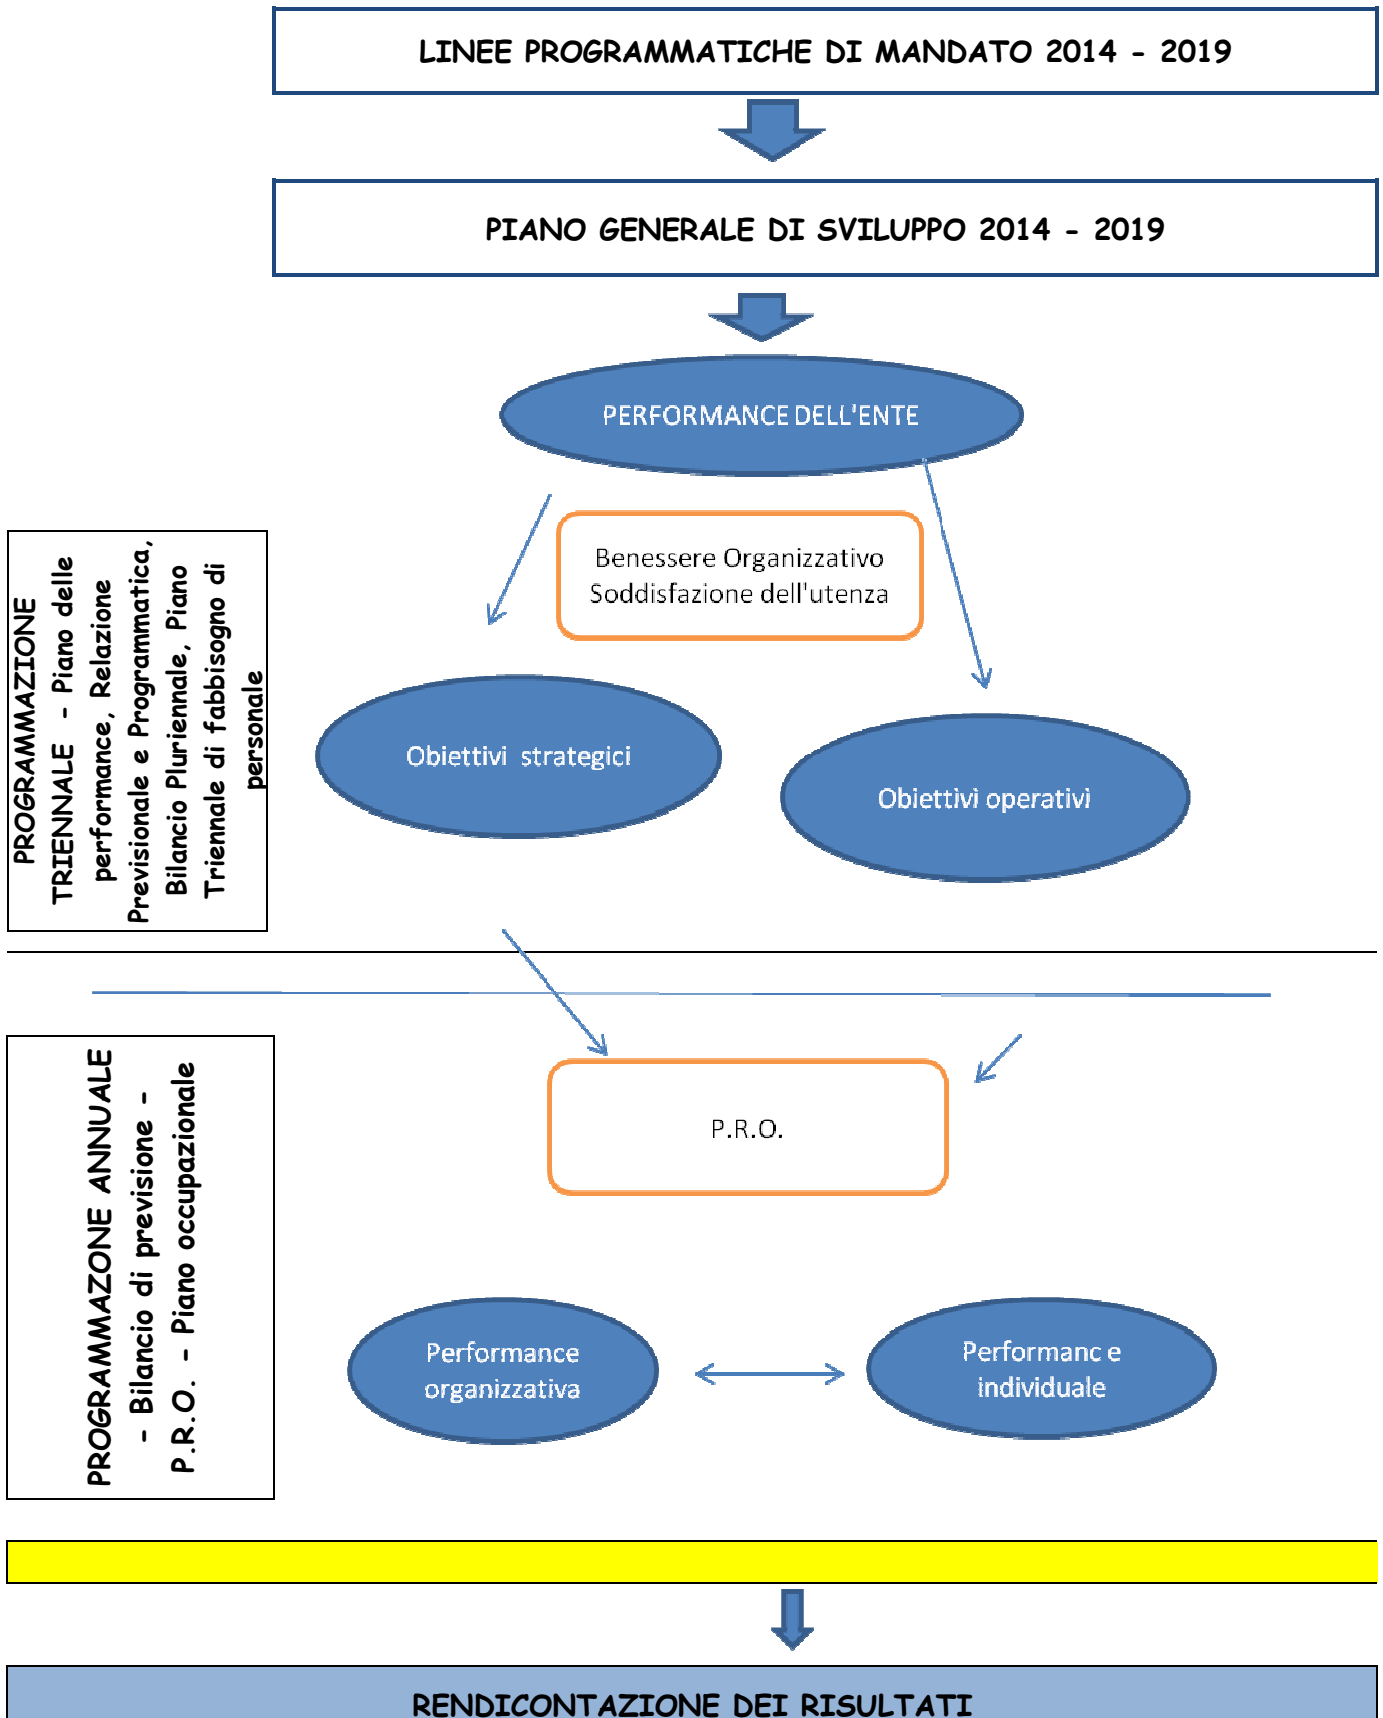 LINEE PROGRAMMATICHE DI MANDATO 2014 - 2019
PIANO GENERALE DI SVILUPPO 2014 - 2019
PERFORMANCE DELL'ENTE
Benessere Organizzativo
Soddisfazione dell'utenza
PROGRAMMAZIONE
TRIENNALE - Piano delle
performance, Relazione
Previsionale e Programmatica,
Bilancio Pluriennale, Piano
Triennale di fabbisogno di
personale
Obiettivi strategici
Obiettivi operativi
PROGRAMMAZONE ANNUALE
- Bilancio di previsione -
P.R.O. - Piano occupazionale
P.R.O.
Performance
organizzativa
Performanc e
individuale
RENDICONTAZIONE DEI RISULTATI